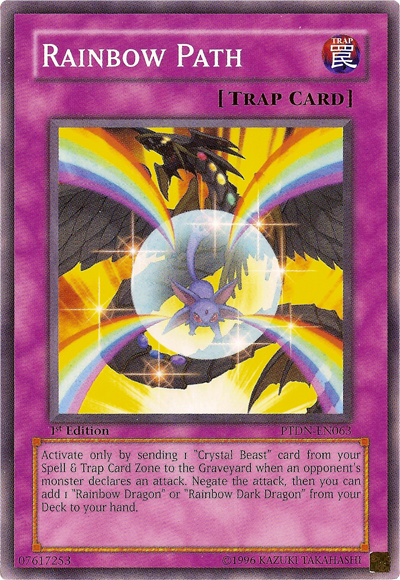 RAINBOW PATH
TRAP
罠
[ TRAP CARD ]
1st Edition
PTDN-EN063
Activate only by sending 1 "Crystal Beast" card from your
Spell & Trap Card Zone to the Graveyard when an opponent's
monster declares an attack. Negate the attack, then you can
add 1 "Rainbow Dragon" or "Rainbow Dark Dragon" from your
Deck to your hand.
07617253
©1996 KAZUKI TAKAHASHI